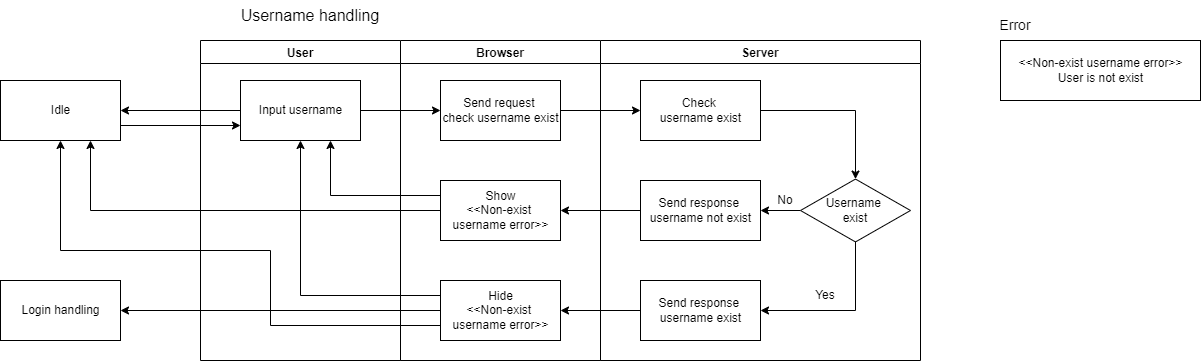 Username handling
Error
User
Browser
Server
<<Non-exist username error>>
User is not exist
Idle
Input username
Send request
check username exist
Check
username exist
Show
<<Non-exist
username error>>
Send response
username not exist
No
Username
exist
Login handling
Hide
<<Non-exist
username error>>
Send response
username exist
Yes